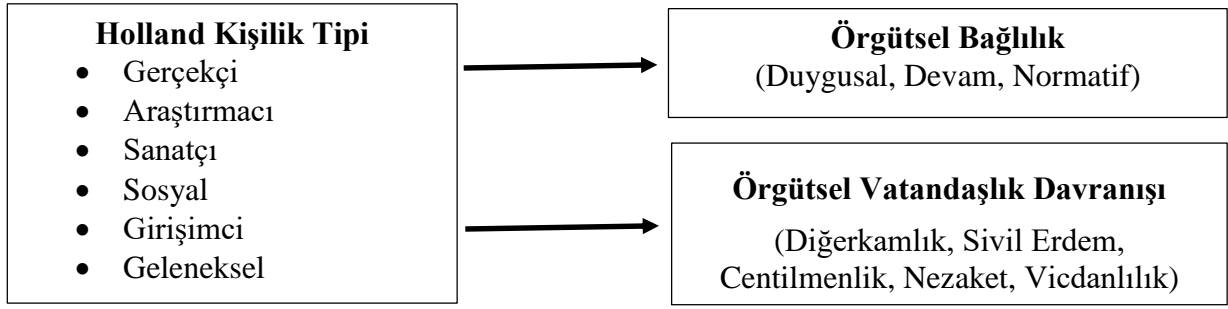 Holland Kişilik Tipi
• Gerçekçi
• Araştırmacı
• Sanatçı
• Sosyal
• Girişimci
• Geleneksel
Örgütsel Bağlılık
(Duygusal, Devam, Normatif)
Örgütsel Vatandaşlık Davranışı
(Diğerkamlık, Sivil Erdem,
Centilmenlik, Nezaket, Vicdanlılık)